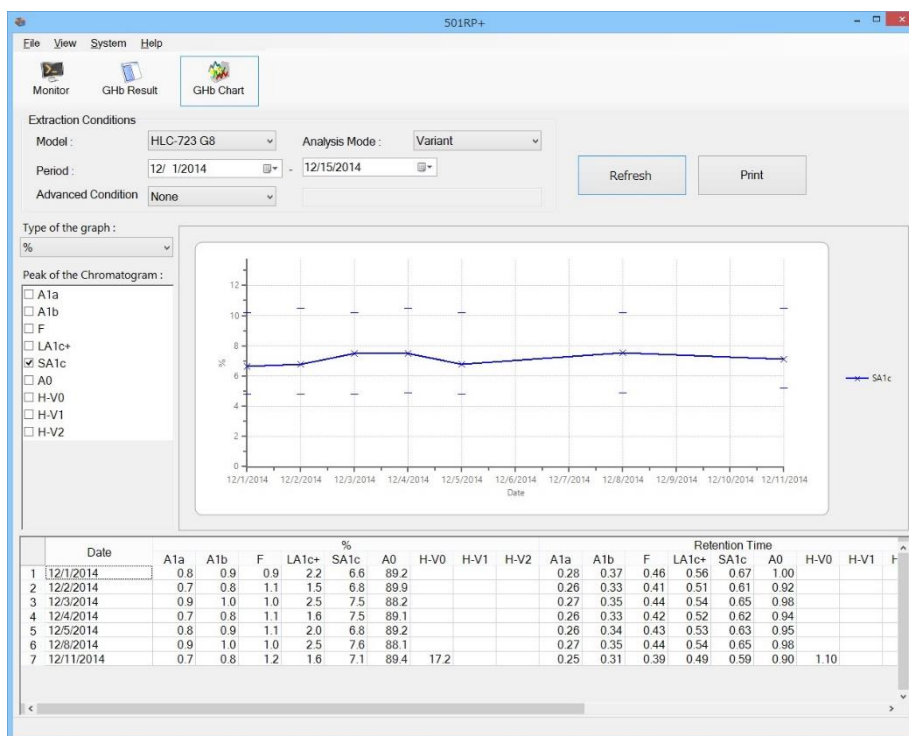 501RP+
File View System Help
Monitor GHb Result GHb Chart
Extraction Conditions
Model : HLC-723 G8 Analysis Mode : Variant
Period : 12/ 1/2014 - 12/15/2014
Advanced Condition None
Refresh Print
Type of the graph :
%
Peak of the Chromatogram :
A1a
A1b
F
LA1c+
SA1c
A0
H-V0
H-V1
H-V2
12
10
8
6
4
2
0
%
12/1/2014 12/2/2014 12/3/2014 12/4/2014 12/5/2014 12/6/2014 12/7/2014 12/8/2014 12/9/2014 12/10/2014 12/11/2014
Date
SA1c
Date % Retention Time
A1a A1b F LA1c+ SA1c A0 H-V0 H-V1 H-V2 A1a A1b F LA1c+ SA1c A0 H-V0 H-V1
1 12/1/2014 0.8 0.9 0.9 2.2 6.6 89.2 0.28 0.37 0.46 0.56 0.67 1.00
2 12/2/2014 0.7 0.8 1.1 1.5 6.8 89.9 0.26 0.33 0.41 0.51 0.61 0.92
3 12/3/2014 0.9 1.0 1.0 2.5 7.5 88.2 0.27 0.35 0.44 0.54 0.65 0.98
4 12/4/2014 0.7 0.8 1.1 1.6 7.5 89.1 0.26 0.33 0.42 0.52 0.62 0.94
5 12/5/2014 0.8 0.9 1.1 2.0 6.8 89.2 0.26 0.34 0.43 0.53 0.63 0.95
6 12/8/2014 0.9 1.0 1.0 2.5 7.6 88.1 0.27 0.35 0.44 0.54 0.65 0.98
7 12/11/2014 0.7 0.8 1.2 1.6 7.1 89.4 17.2 0.25 0.31 0.39 0.49 0.59 0.90 1.10